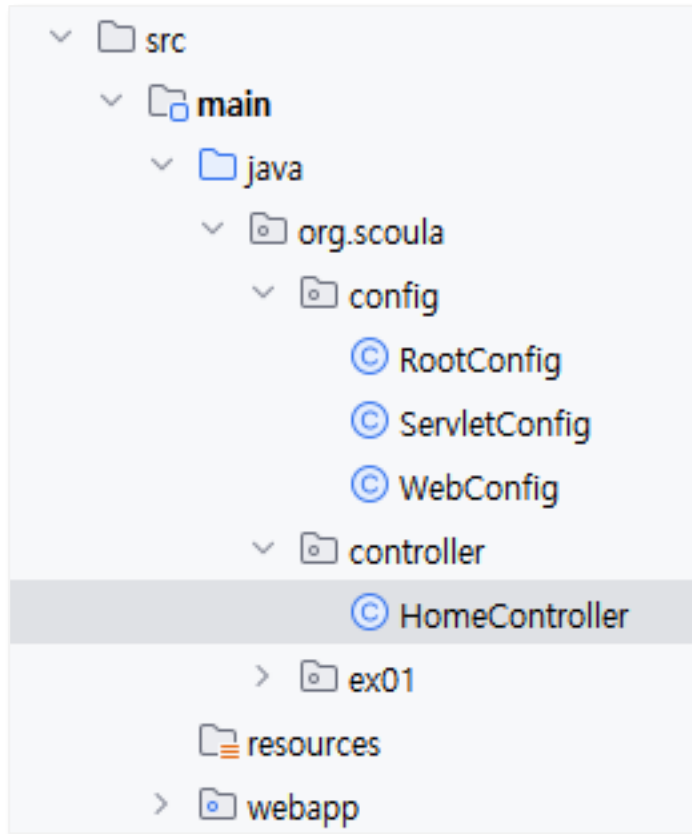 src
main
java
org.scoula
config
RootConfig
ServletConfig
WebConfig
controller
HomeController
ex01
resources
webapp